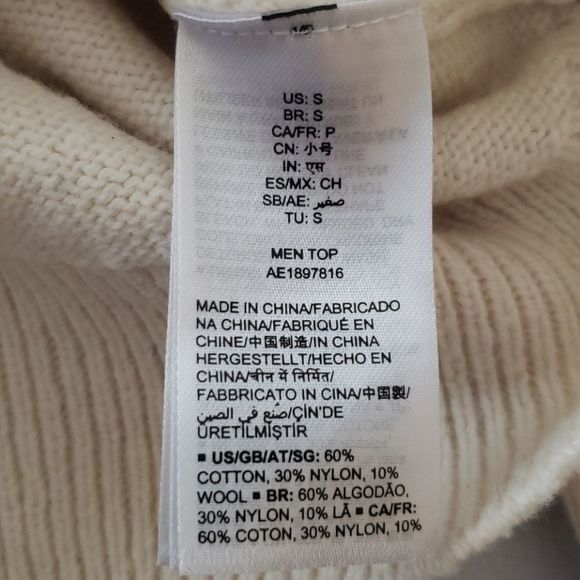 US: S
BR: S
CA/FR: P
CN: 小号
IN: एस
ES/MX: CH
SB/AE: صغير
TU: S
MEN TOP
AE1897816
MADE IN CHINA/FABRICADO
NA CHINA/FABRIQUÉ EN
CHINE/中国制造/IN CHINA
HERGESTELLT/HECHO EN
CHINA/चीन में निर्मित/
FABBRICATO IN CINA/中國製/
صُنع في الصين/ÇİN'DE
ÜRETİLMİŞTİR
▪ US/GB/AT/SG: 60%
COTTON, 30% NYLON, 10%
WOOL ▪ BR: 60% ALGODÃO,
30% NYLON, 10% LÃ ▪ CA/FR:
60% COTON, 30% NYLON, 10%